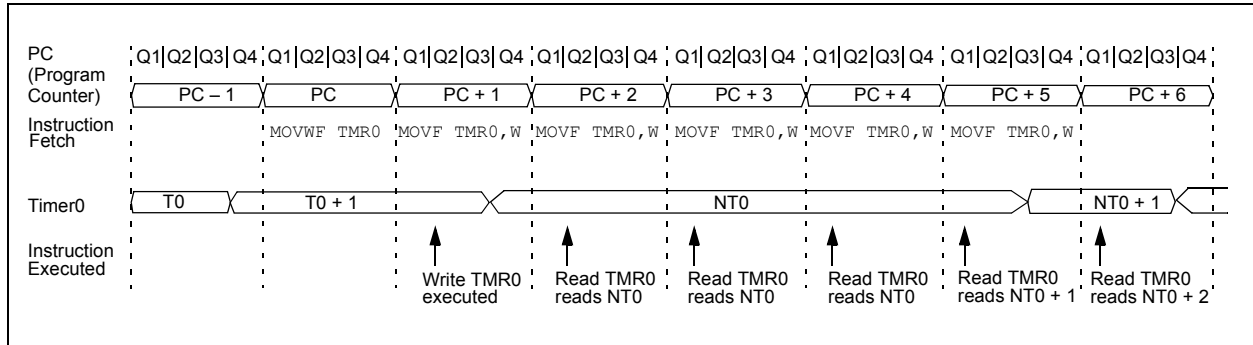 PC
(Program
Counter)
Q1 Q2 Q3 Q4 Q1 Q2 Q3 Q4 Q1 Q2 Q3 Q4 Q1 Q2 Q3 Q4 Q1 Q2 Q3 Q4 Q1 Q2 Q3 Q4 Q1 Q2 Q3 Q4 Q1 Q2 Q3 Q4
PC – 1 PC PC + 1 PC + 2 PC + 3 PC + 4 PC + 5 PC + 6
Instruction
Fetch
MOVWF TMR0 MOVF TMR0,W MOVF TMR0,W MOVF TMR0,W MOVF TMR0,W MOVF TMR0,W
Timer0
T0 T0 + 1 NT0 NT0 + 1
Instruction
Executed
Write TMR0
executed
Read TMR0
reads NT0
Read TMR0
reads NT0
Read TMR0
reads NT0
Read TMR0
reads NT0 + 1
Read TMR0
reads NT0 + 2